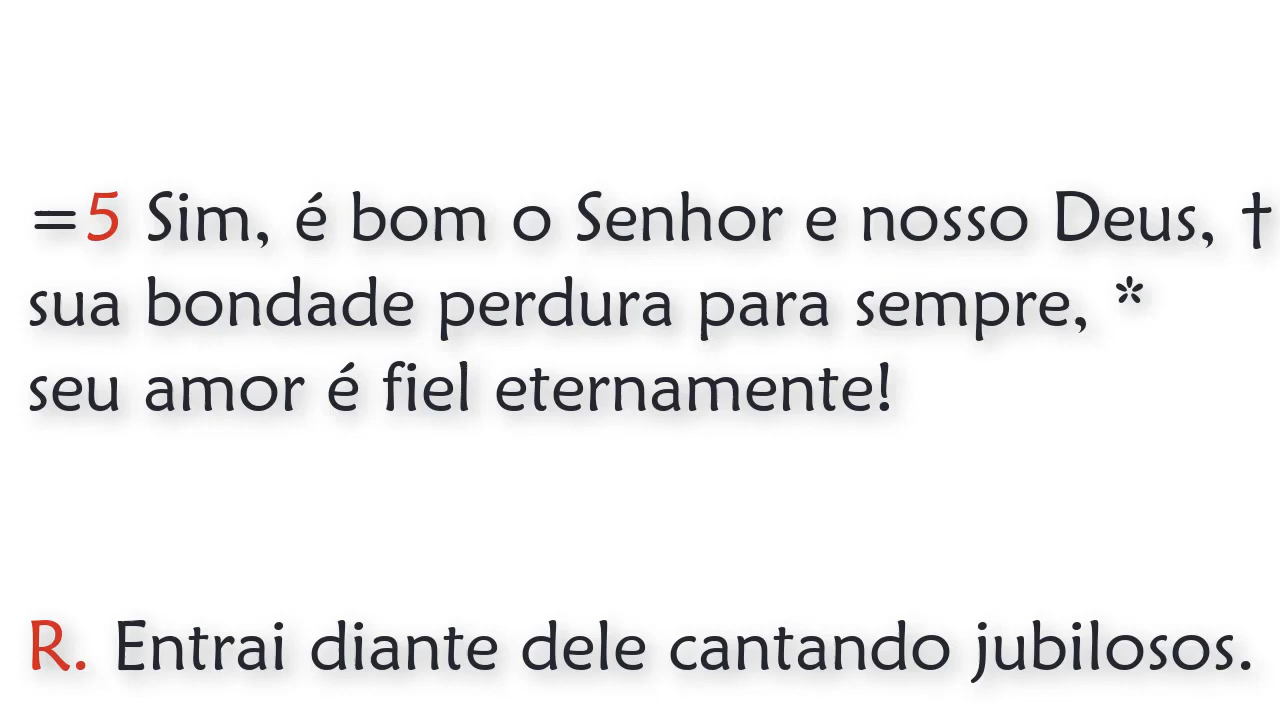 =5 Sim, é bom o Senhor e nosso Deus, †
sua bondade perdura para sempre, *
seu amor é fiel eternamente!
R. Entrai diante dele cantando jubilosos.